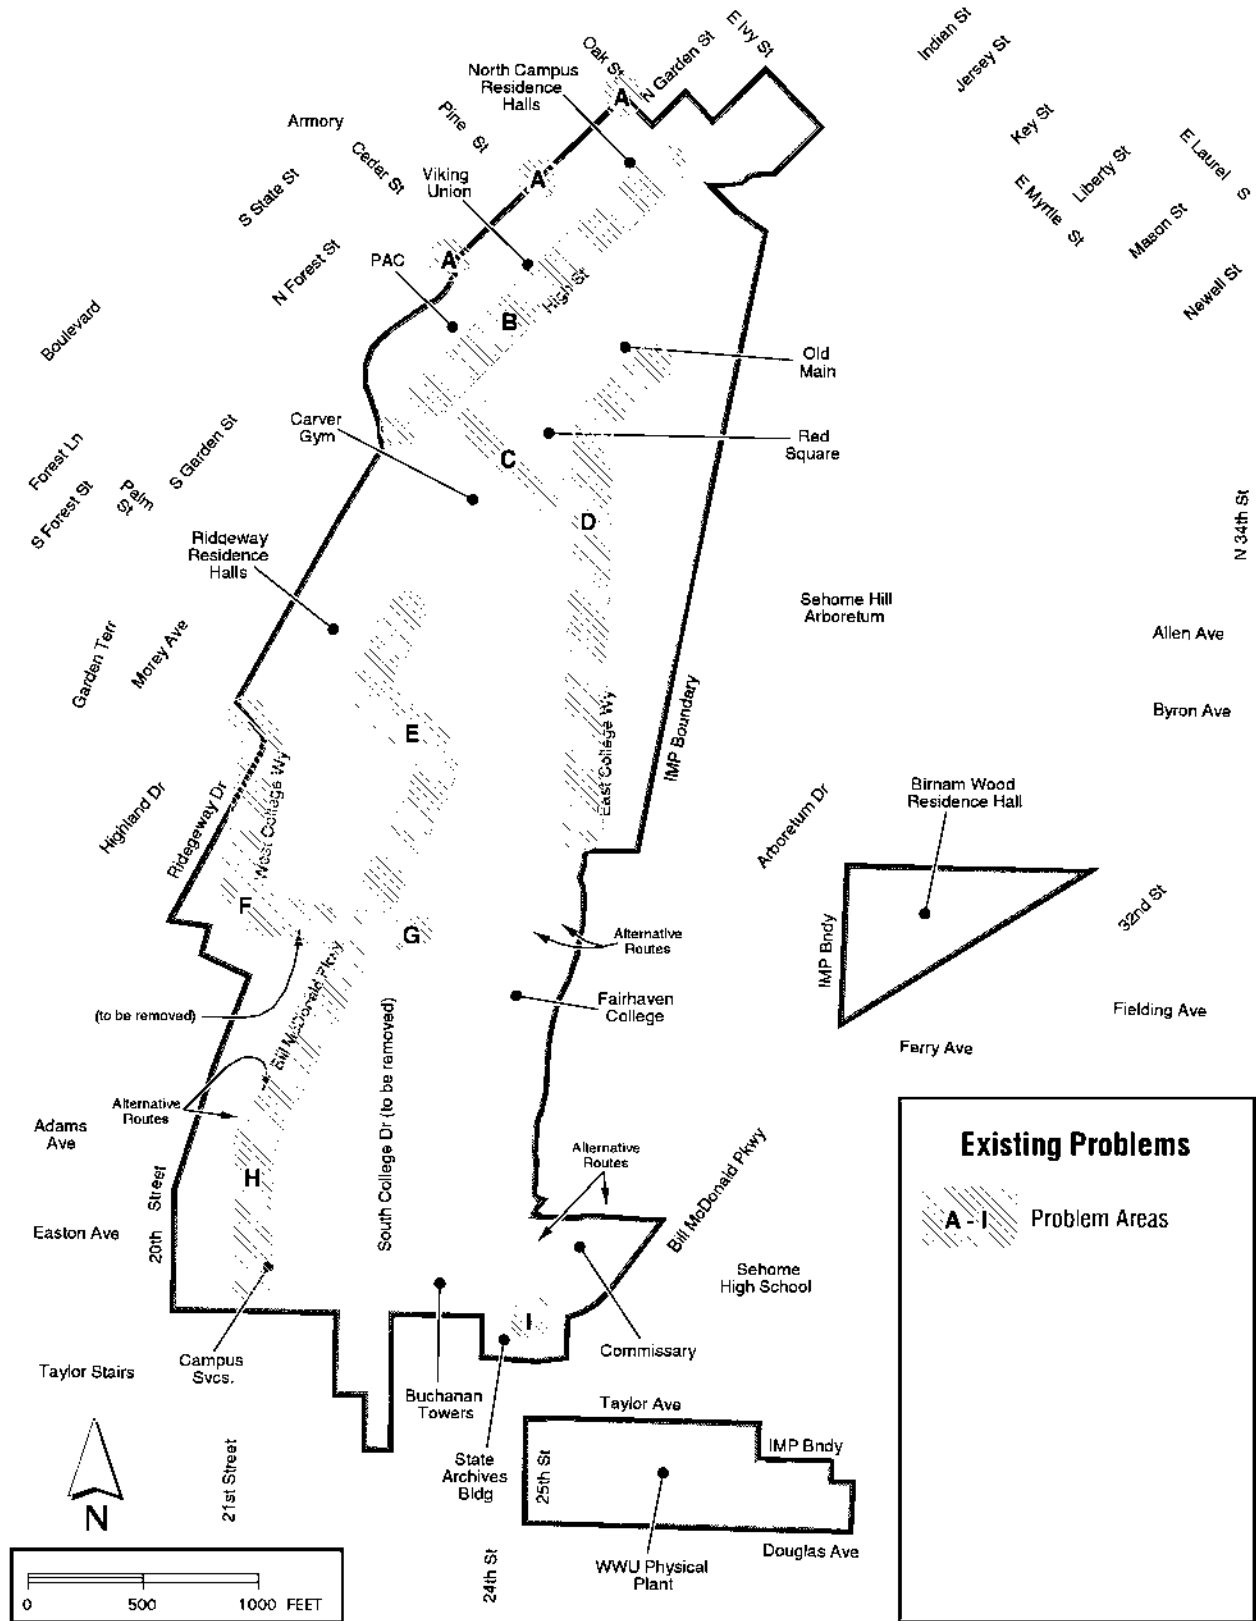 E Ivy St
N Garden St
Oak St
Indian St
Jersey St
North Campus
Residence
Halls
A
Pine St
Armory
Cedar St
Key St
E Laurel S
Liberty St
E Myrtle St
Mason St
Newall St
S State St
Viking
Union
A
N Forest St
PAC
A
High St
B
Boulevard
Old
Main
Carver
Gym
Red
Square
C
D
Forest Ln
S Forest St
Palm
St
S Garden St
N 34th St
Ridgeway
Residence
Halls
Sehome Hill
Arboretum
Allen Ave
Byron Ave
Garden Terr
Morey Ave
E
East College Wy
IMP Boundary
Highland Dr
Ridgeway Dr
West College Wy
Arboretum Dr
Birnam Wood
Residence Hall
IMP Bndy
32nd St
Fielding Ave
Ferry Ave
F
G
Alternative
Routes
Fairhaven
College
(to be removed)
Bill McDonald Pkwy
South College Dr (to be removed)
Alternative
Routes
Adams
Ave
H
20th Street
Easton Ave
Alternative
Routes
Bill McDonald Pkwy
Sehome
High School
I
Commissary
Campus
Svcs.
Taylor Stairs
Buchanan
Towers
State
Archives
Bldg
Taylor Ave
IMP Bndy
25th St
WWU Physical
Plant
Douglas Ave
24th St
21st Street
N
0 500 1000 FEET
Existing Problems
A - I Problem Areas